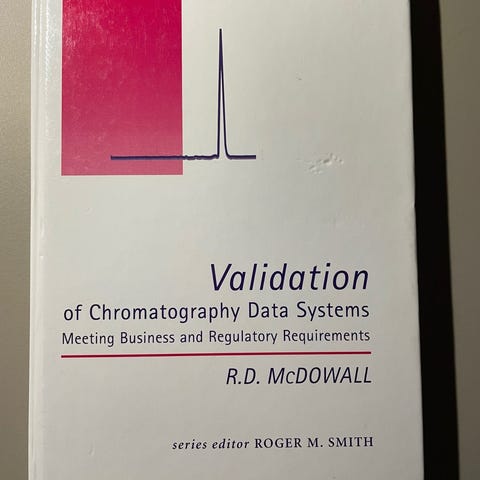 Validation
of Chromatography Data Systems
Meeting Business and Regulatory Requirements
R.D. McDOWALL
series editor ROGER M. SMITH